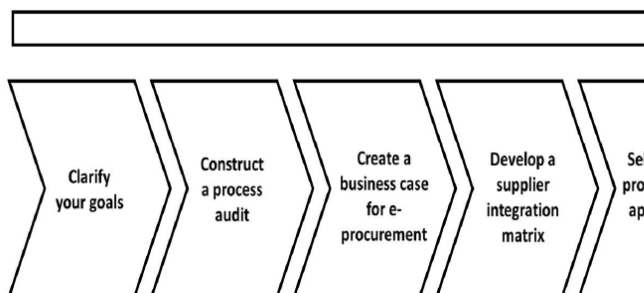 Clarify
your goals
Construct
a process
audit
Create a
business case
for e-
procurement
Develop a
supplier
integration
matrix